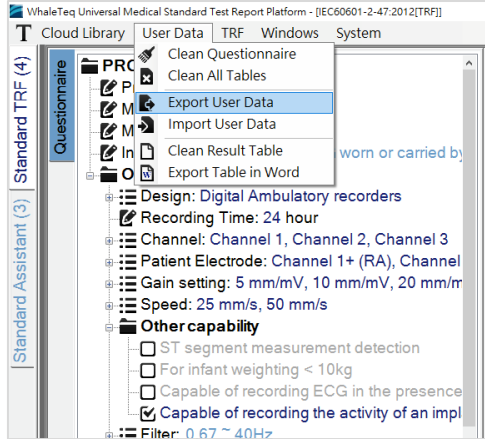 WhaleTeq Universal Medical Standard Test Report Platform - [IEC60601-2-47:2012[TRF]]
T Cloud Library User Data TRF Windows System
Clean Questionnaire
Clean All Tables
Export User Data
Import User Data
Clean Result Table
Export Table in Word
Standard TRF (4)
Standard Assistant (3)
Questionnaire
PRO
P
M
M
In worn or carried by
O
Design: Digital Ambulatory recorders
Recording Time: 24 hour
Channel: Channel 1, Channel 2, Channel 3
Patient Electrode: Channel 1+ (RA), Channel
Gain setting: 5 mm/mV, 10 mm/mV, 20 mm/m
Speed: 25 mm/s, 50 mm/s
Other capability
ST segment measurement detection
For infant weighting < 10kg
Capable of recording ECG in the presence
Capable of recording the activity of an impl
Filter: 0.67 ~ 40Hz